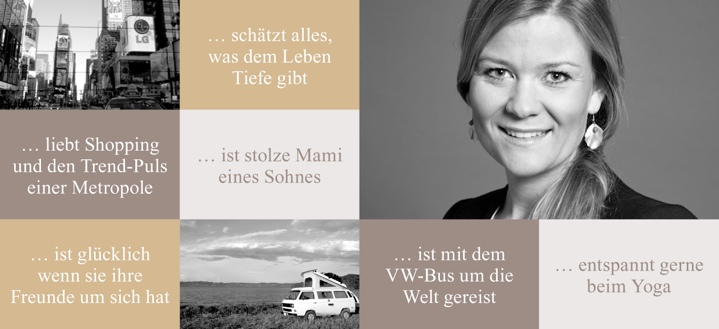 LG
… schätzt alles,
was dem Leben
Tiefe gibt
… liebt Shopping
und den Trend-Puls
einer Metropole
… ist stolze Mami
eines Sohnes
… ist glücklich
wenn sie ihre
Freunde um sich hat
… ist mit dem
VW-Bus um die
Welt gereist
… entspannt gerne
beim Yoga